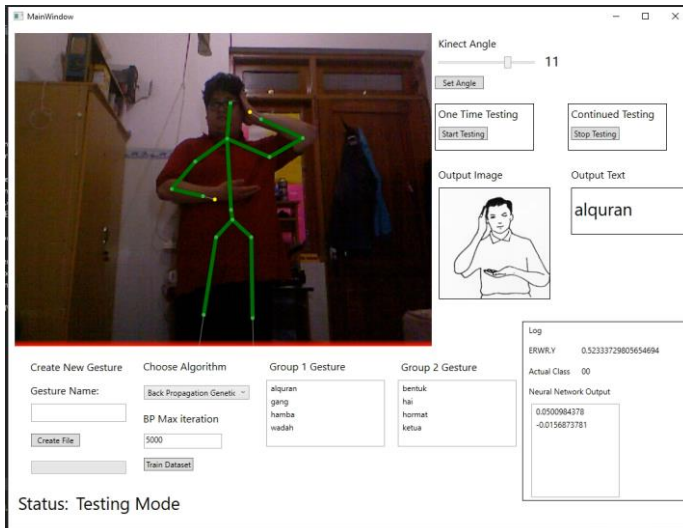 MainWindow
Kinect Angle
11
Set Angle
One Time Testing
Start Testing
Continued Testing
Stop Testing
Output Image
Output Text
alquran
Create New Gesture
Gesture Name:
Create File
Choose Algorithm
Back Propagation Genetic
BP Max iteration
5000
Train Dataset
Group 1 Gesture
alquran
gang
hamba
wadah
Group 2 Gesture
bentuk
hai
hormat
ketua
Log
ERWR.Y 0.52333729805654694
Actual Class 00
Neural Network Output
0.0500984378
-0.0156873781
Status: Testing Mode